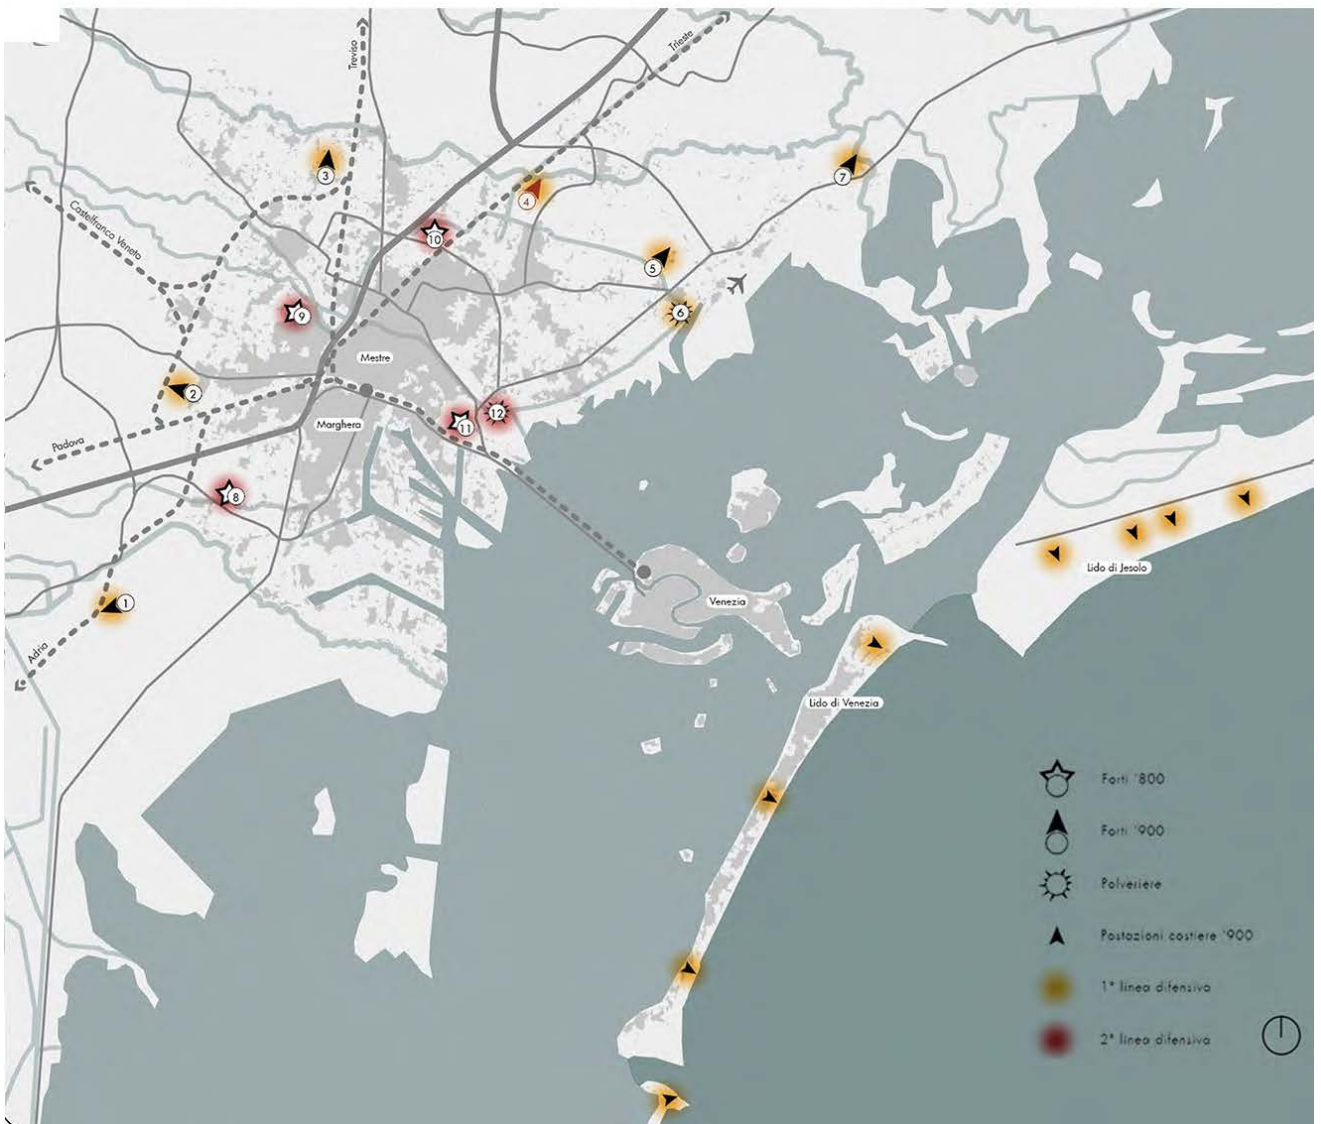 Treviso
Trieste
3
7
4
Castelfranco Veneto
10
5
9
6
Mestre
2
12
11
Marghera
Padova
8
Lido di Jesolo
1
Venezia
Adria
Lido di Venezia
Forti '800
Forti '900
Polveriere
Postazioni costiere '900
1ª linea difensiva
2ª linea difensiva